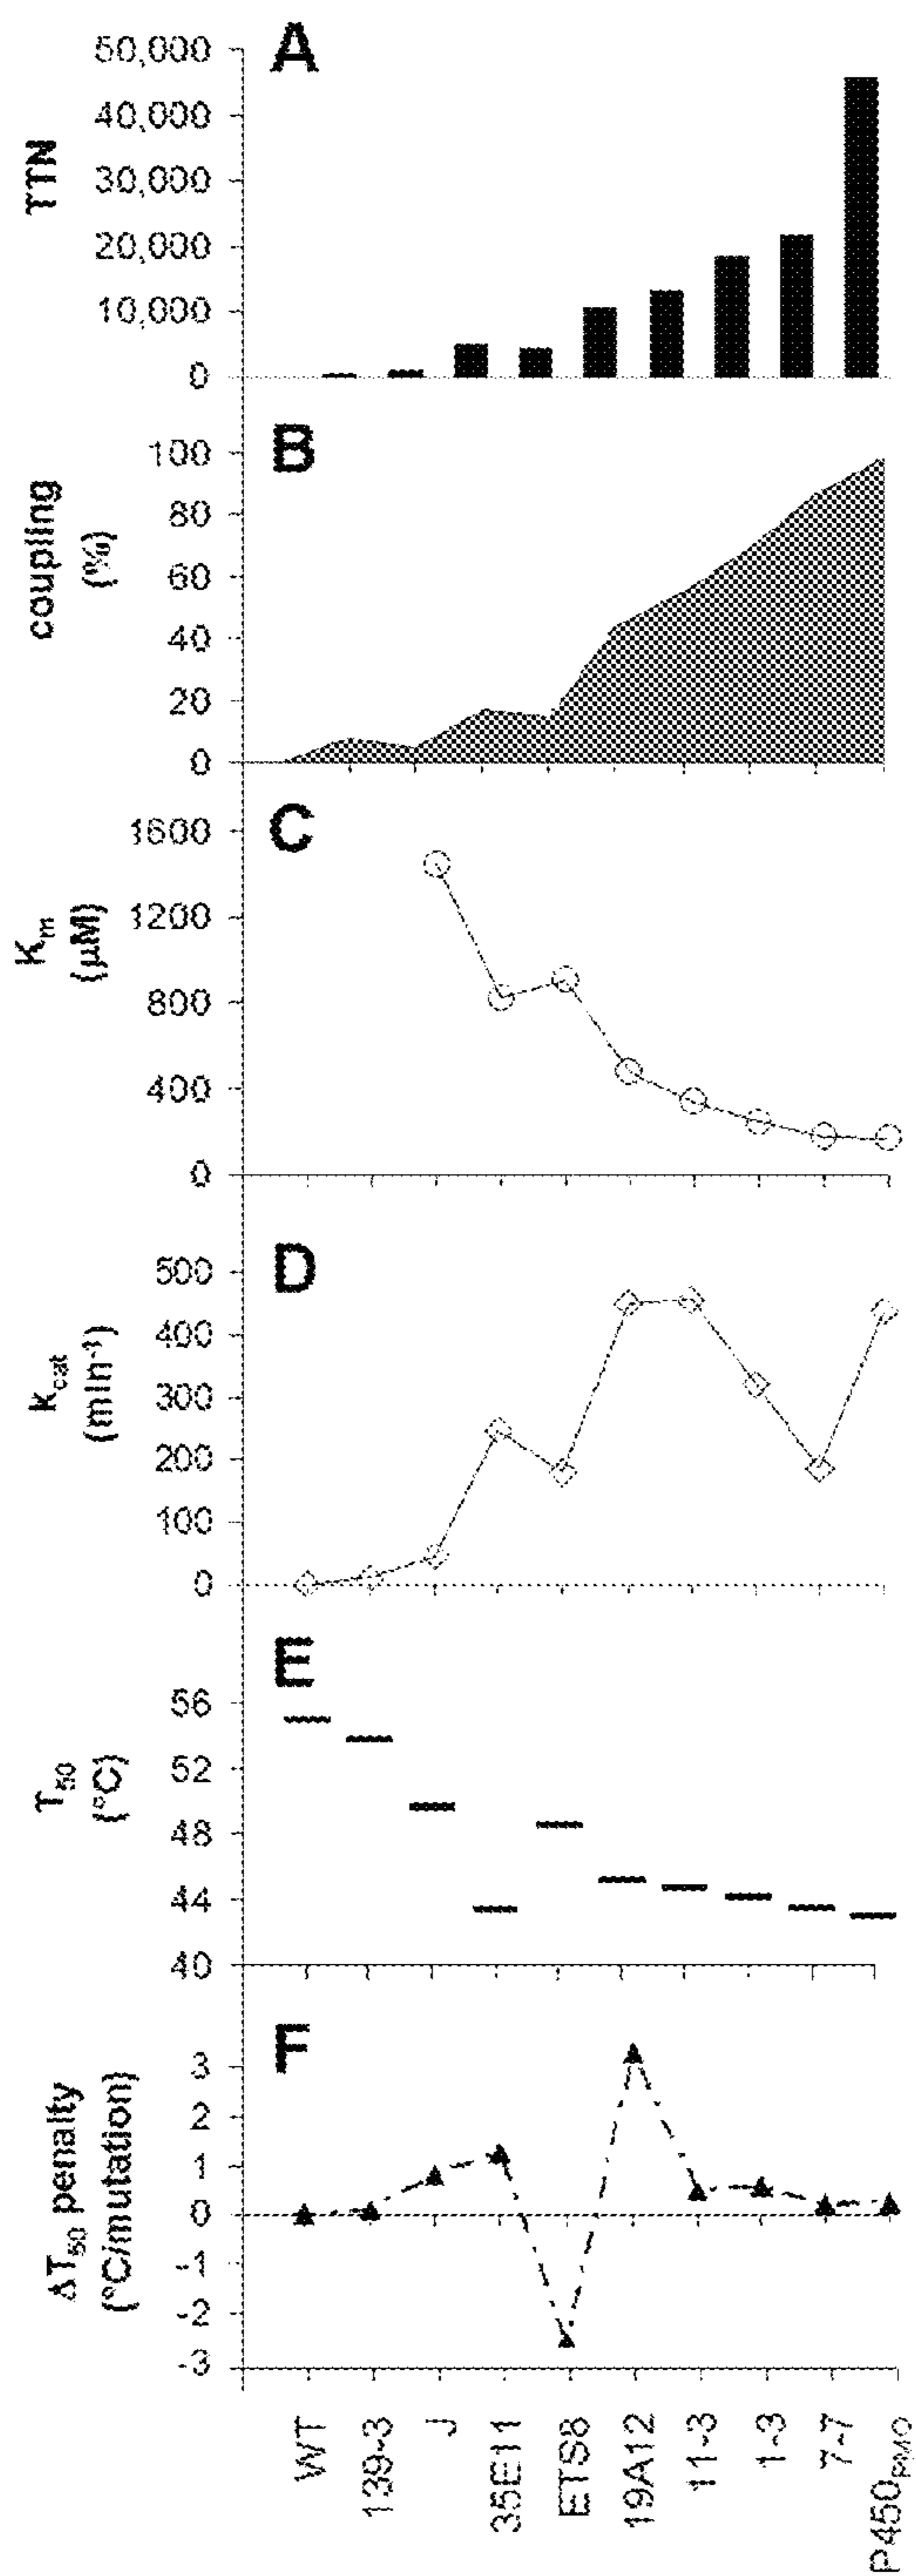 A
TTN
50,000
40,000
30,000
20,000
10,000
0
B
coupling
(%)
100
80
60
40
20
0
C
Km
(µM)
1600
1200
800
400
0
D
kcat
(min-1)
500
400
300
200
100
0
E
T50
(°C)
56
52
48
44
40
F
ΔT50 penalty
(°C/mutation)
3
2
1
0
-1
-2
-3
WT
139-3
J
35E11
ETS8
19A12
11-3
1-3
7-7
P450PMO